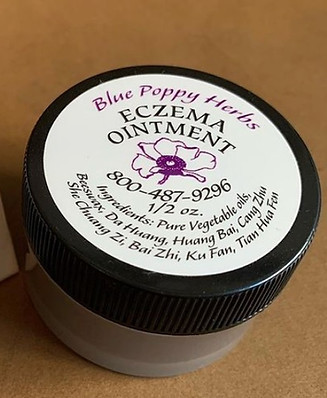 Blue Poppy Herbs
ECZEMA
OINTMENT
800-487-9296
1/2 oz.
Ingredients: Pure Vegetable oils,
Beeswax, Da Huang, Huang Bai, Cang Zhu
She Chuang Zi, Bai Zhi, Ku Fan, Tian Hua Fen